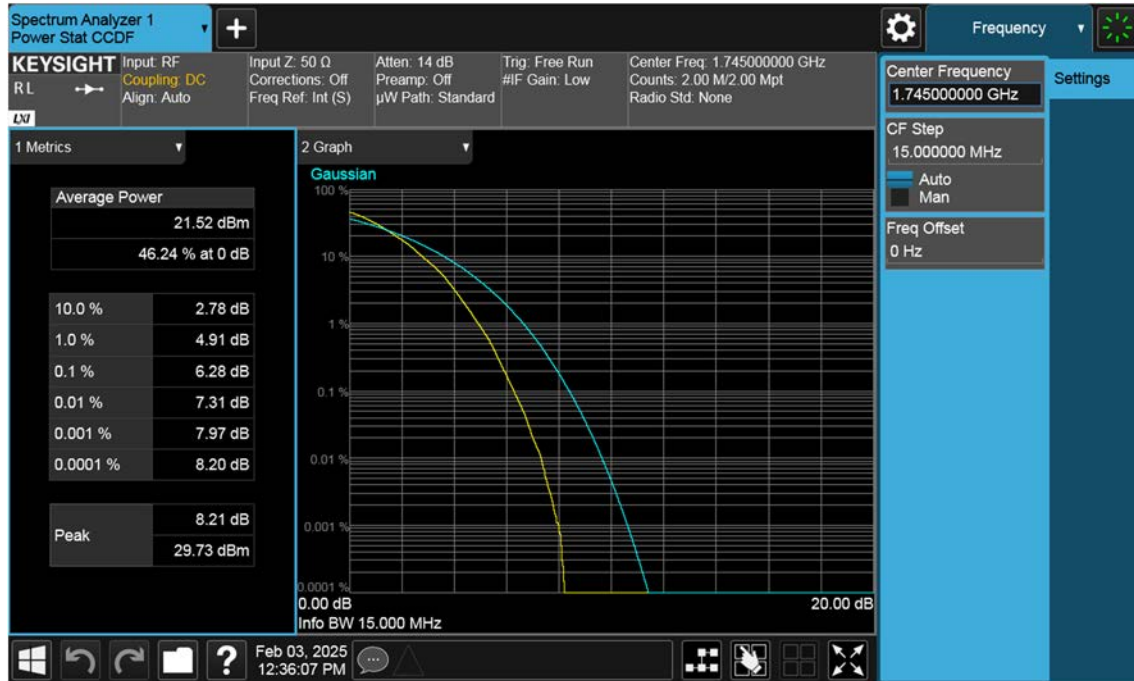 Spectrum Analyzer 1
Power Stat CCDF
Frequency
KEYSIGHT
R L
LXI
Input: RF
Coupling: DC
Align: Auto
Input Z: 50 Ω
Corrections: Off
Freq Ref: Int (S)
Atten: 14 dB
Preamp: Off
µW Path: Standard
Trig: Free Run
#IF Gain: Low
Center Freq: 1.745000000 GHz
Counts: 2.00 M/2.00 Mpt
Radio Std: None
Center Frequency
1.745000000 GHz
Settings
CF Step
15.000000 MHz
Auto
Man
Freq Offset
0 Hz
1 Metrics
Average Power
21.52 dBm
46.24 % at 0 dB
10.0 % 2.78 dB
1.0 % 4.91 dB
0.1 % 6.28 dB
0.01 % 7.31 dB
0.001 % 7.97 dB
0.0001 % 8.20 dB
Peak
8.21 dB
29.73 dBm
2 Graph
Gaussian
100 %
10 %
1 %
0.1 %
0.01 %
0.001 %
0.0001 %
0.00 dB 20.00 dB
Info BW 15.000 MHz
?
Feb 03, 2025
12:36:07 PM